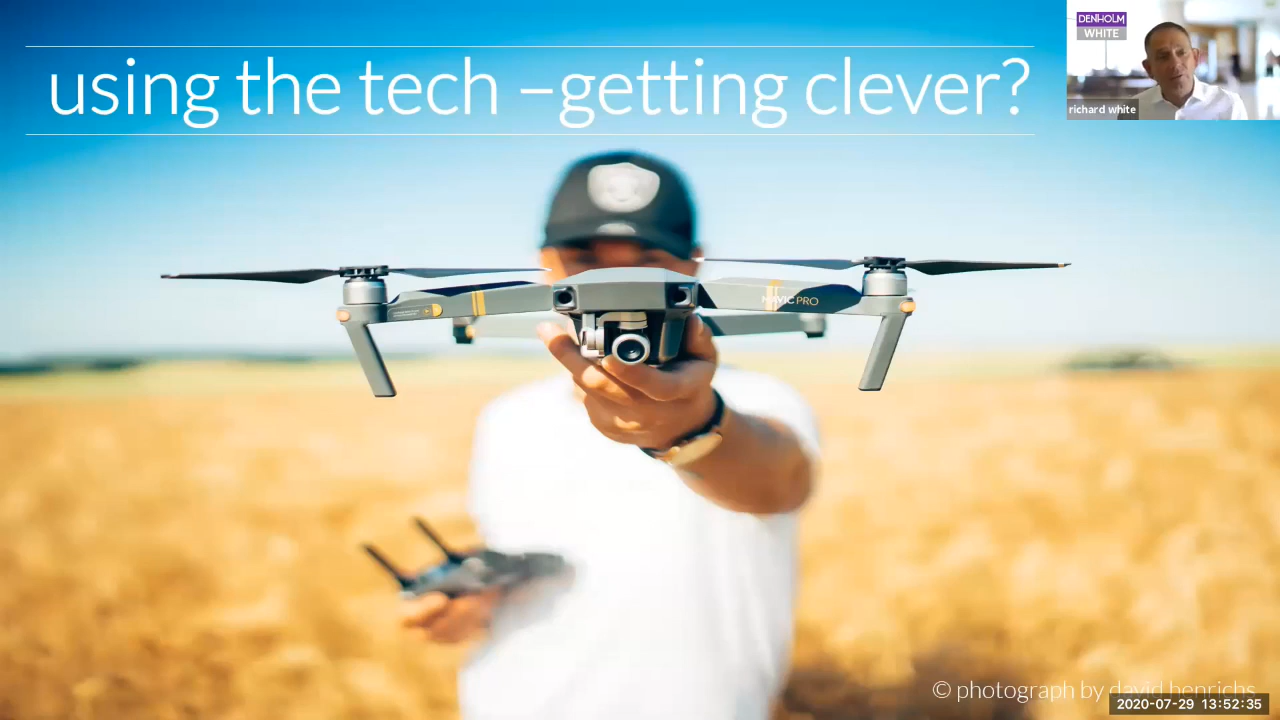 using the tech –getting clever?
DENHOLM
WHITE
richard white
MAVIC PRO
© photograph by david henrichs
2020-07-29 13:52:35